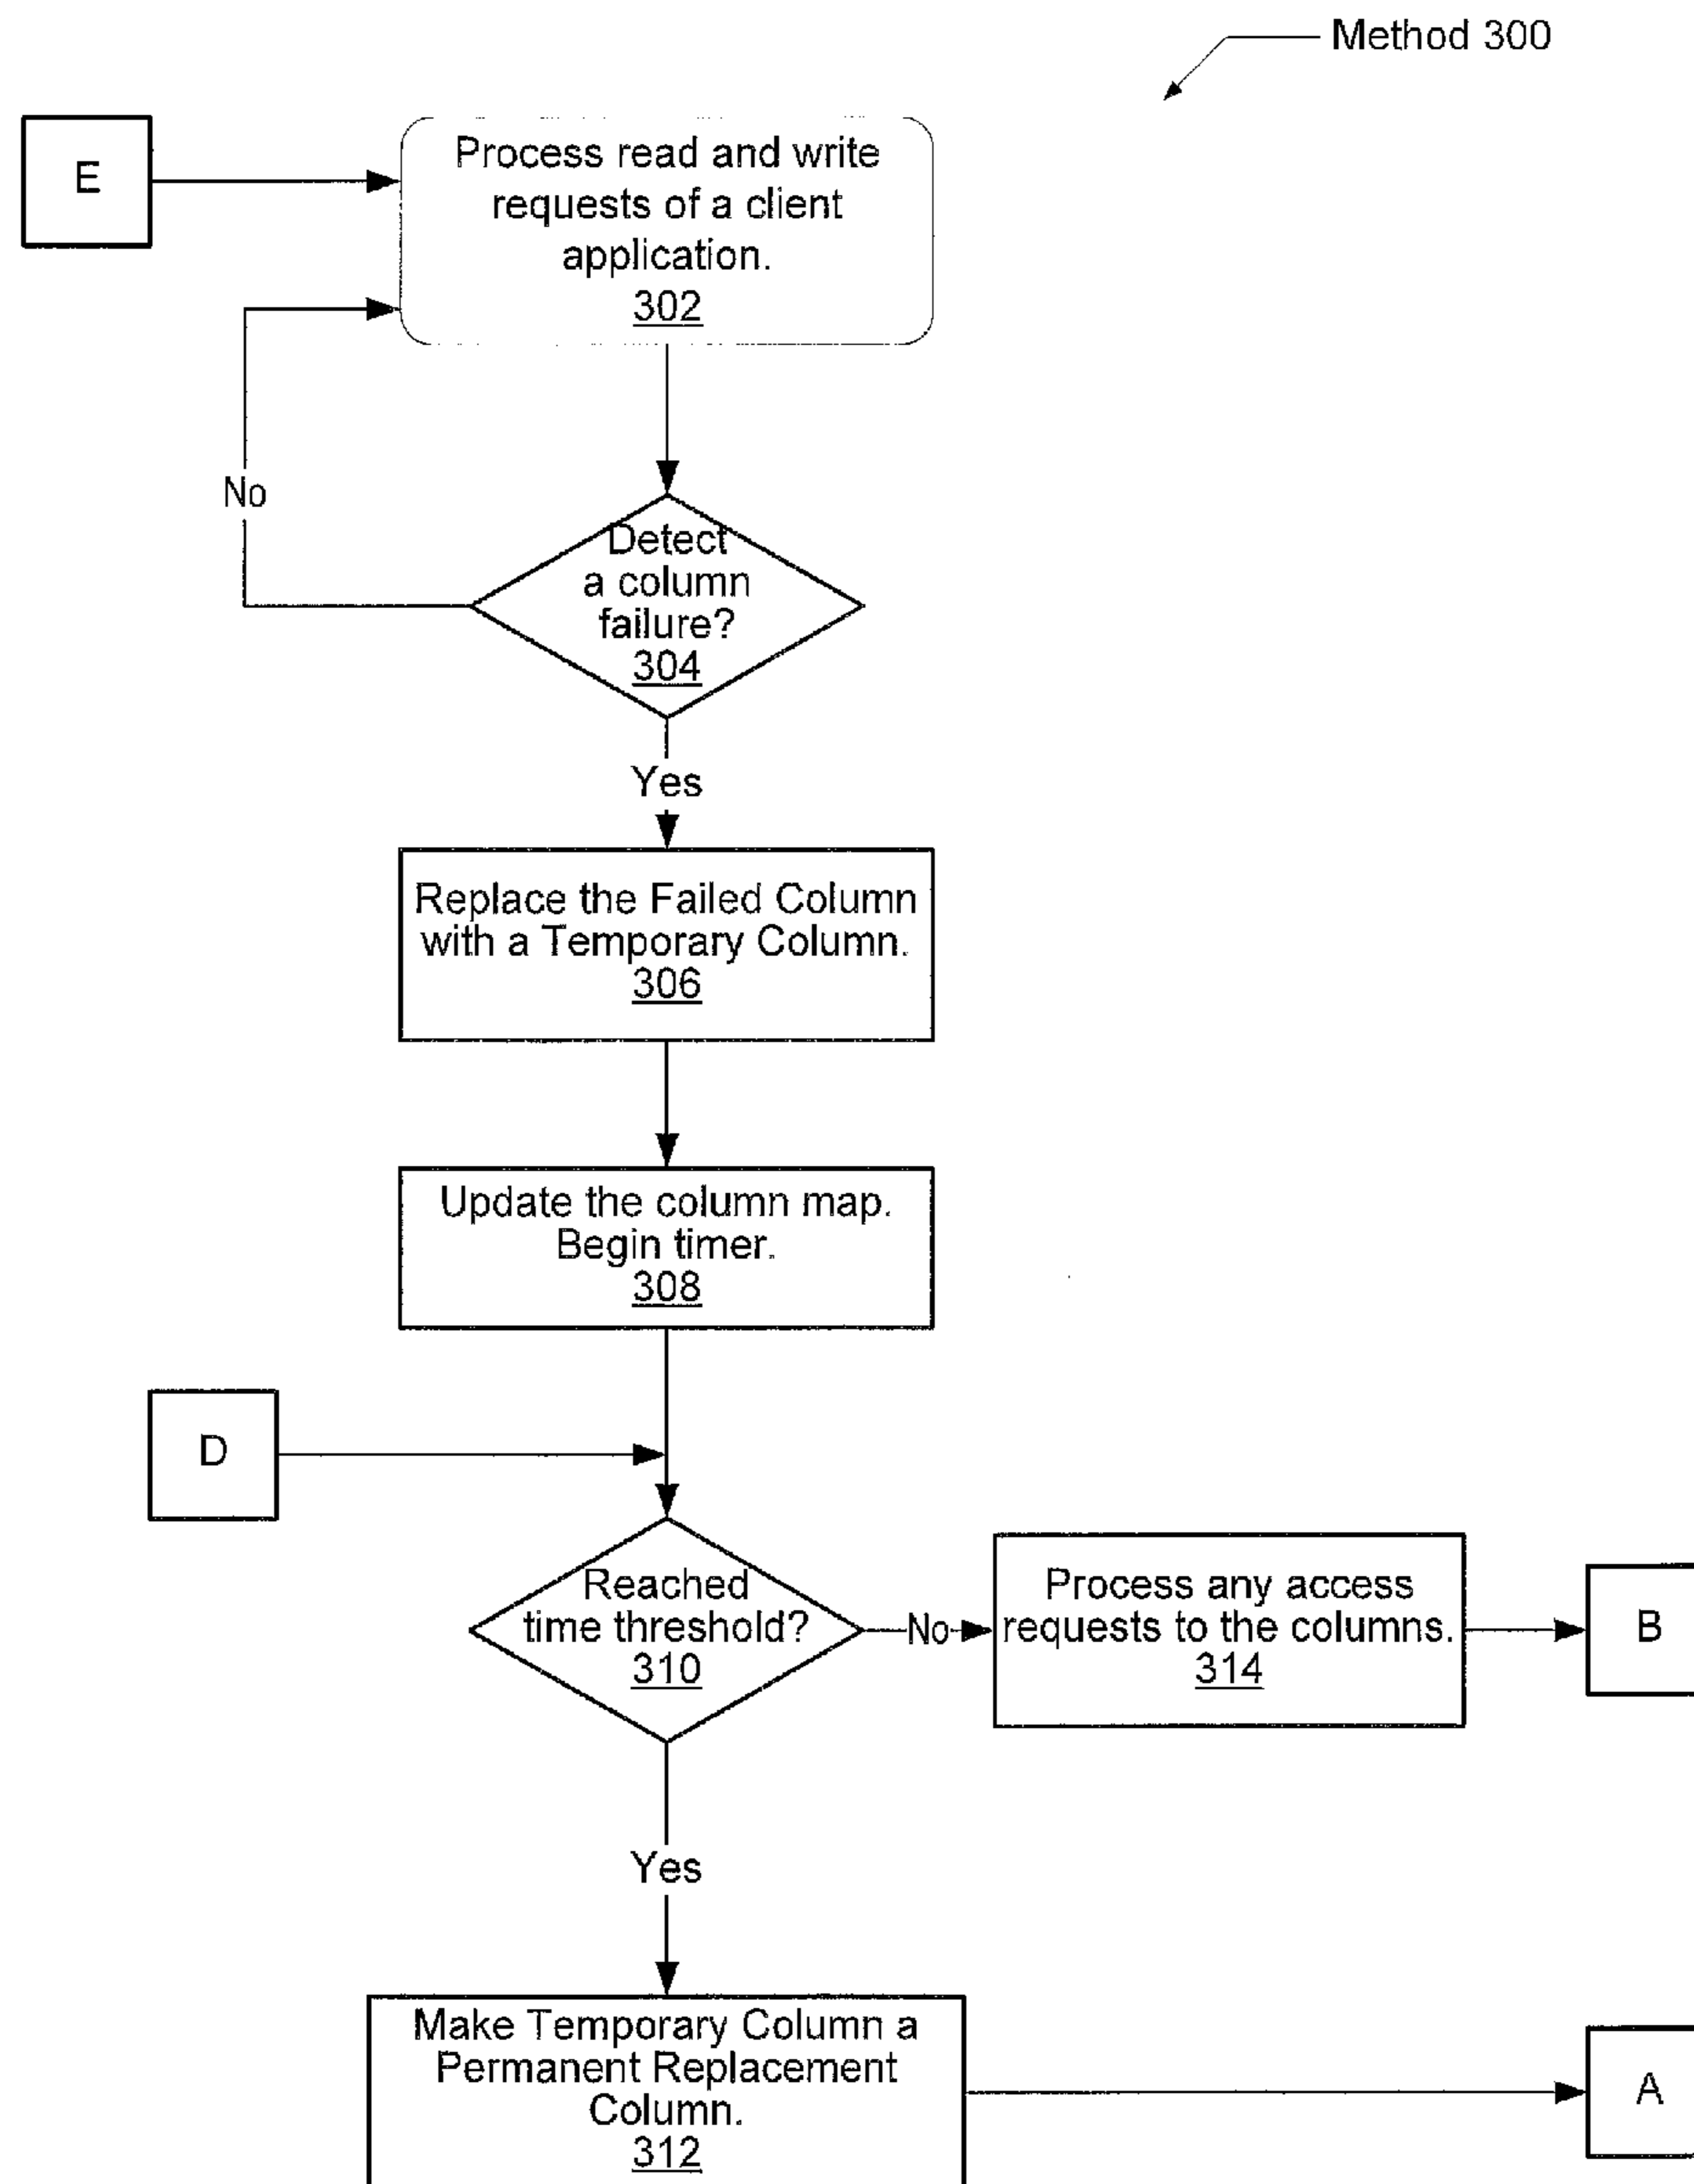 Method 300
E
Process read and write
requests of a client
application.
302
No
Detect
a column
failure?
304
Yes
Replace the Failed Column
with a Temporary Column.
306
Update the column map.
Begin timer.
308
D
Reached
time threshold?
310
No
Process any access
requests to the columns.
314
B
Yes
Make Temporary Column a
Permanent Replacement
Column.
312
A